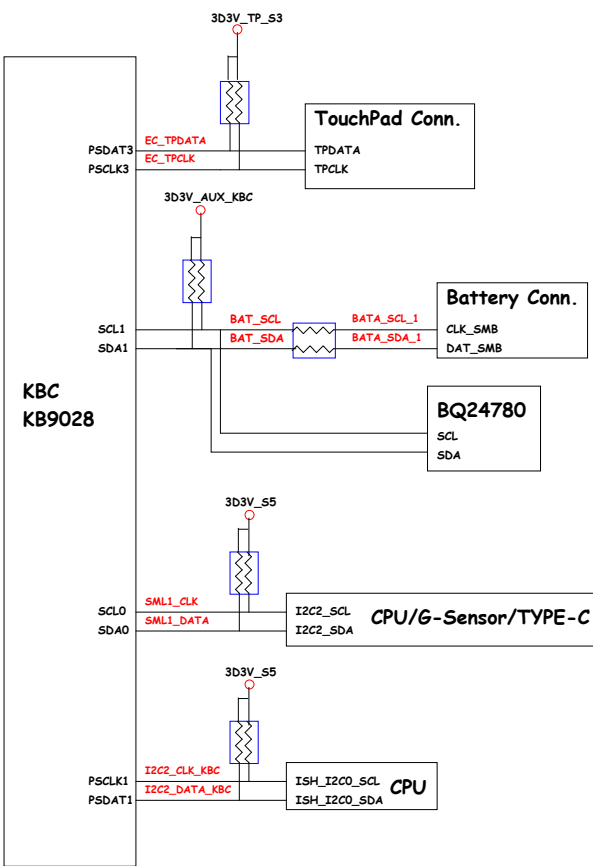 3D3V_TP_S3
TouchPad Conn.
EC_TPDATA
PSDAT3
TPDATA
EC_TPCLK
PSCLK3
TPCLK
3D3V_AUX_KBC
Battery Conn.
BAT_SCL
BATA_SCL_1
SCL1
CLK_SMB
BAT_SDA
BATA_SDA_1
SDA1
DAT_SMB
KBC
KB9028
BQ24780
SCL
SDA
3D3V_S5
SML1_CLK
SCL0
I2C2_SCL
CPU/G-Sensor/TYPE-C
SML1_DATA
SDA0
I2C2_SDA
3D3V_S5
I2C2_CLK_KBC
PSCLK1
ISH_I2C0_SCL
CPU
I2C2_DATA_KBC
PSDAT1
ISH_I2C0_SDA